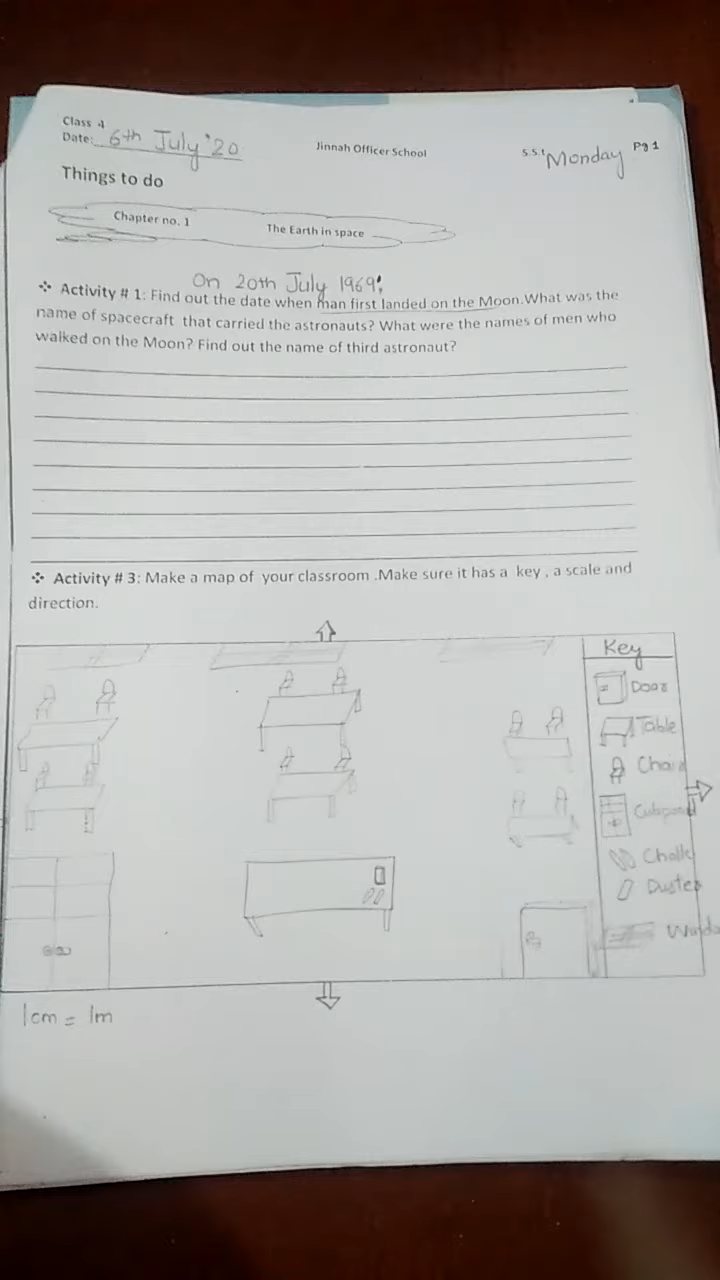 Class 4
Date: 6th July '20
Jinnah Officer School
S.S.t Monday Pg 1
Things to do
Chapter no. 1 The Earth in space
On 20th July 1969
❖ Activity # 1: Find out the date when man first landed on the Moon.What was the
name of spacecraft that carried the astronauts? What were the names of men who
walked on the Moon? Find out the name of third astronaut?
❖ Activity # 3: Make a map of your classroom .Make sure it has a key , a scale and
direction.
Key
Door
Table
Chair
Chalk
Duster
1cm = 1m